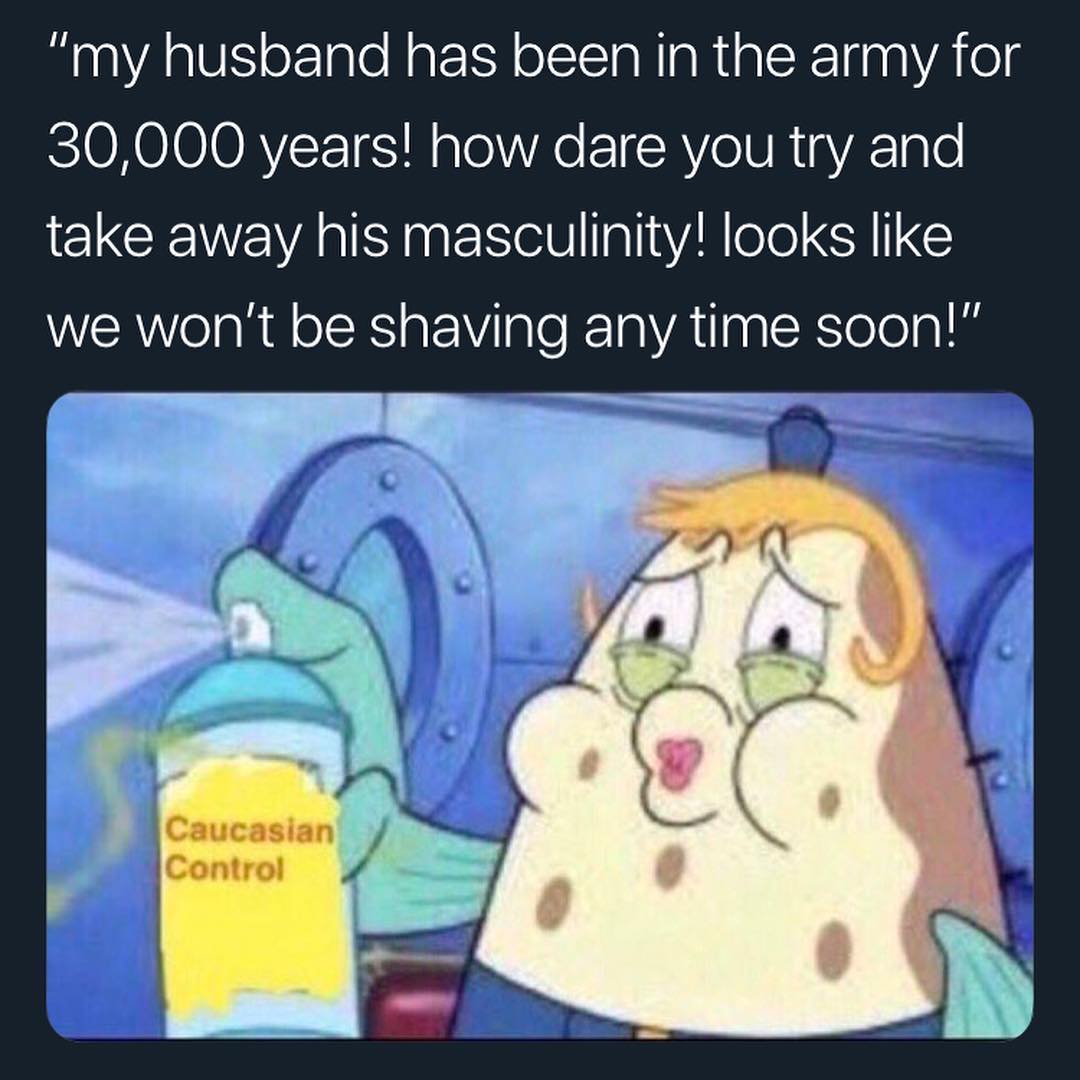 “my husband has been in the army for
30,000 years! how dare you try and
take away his masculinity! looks like
we won’t be shaving any time soon!”
Caucasian
Control